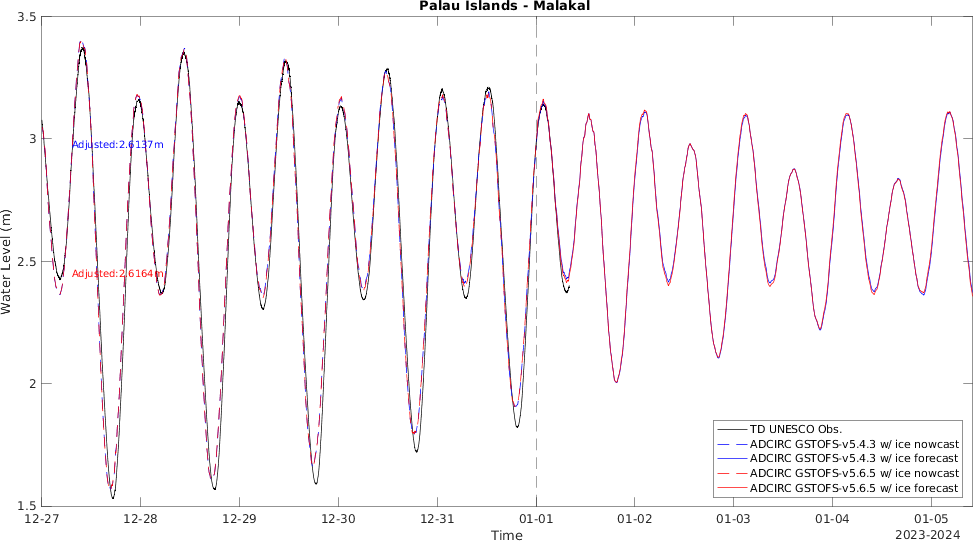 Palau Islands - Malakal
3.5
3
2.5
2
1.5
Water Level (m)
Adjusted:2.6137m
Adjusted:2.6164m
TD UNESCO Obs.
ADCIRC GSTOFS-v5.4.3 w/ ice nowcast
ADCIRC GSTOFS-v5.4.3 w/ ice forecast
ADCIRC GSTOFS-v5.6.5 w/ ice nowcast
ADCIRC GSTOFS-v5.6.5 w/ ice forecast
12-27 12-28 12-29 12-30 12-31 01-01 01-02 01-03 01-04 01-05
Time
2023-2024